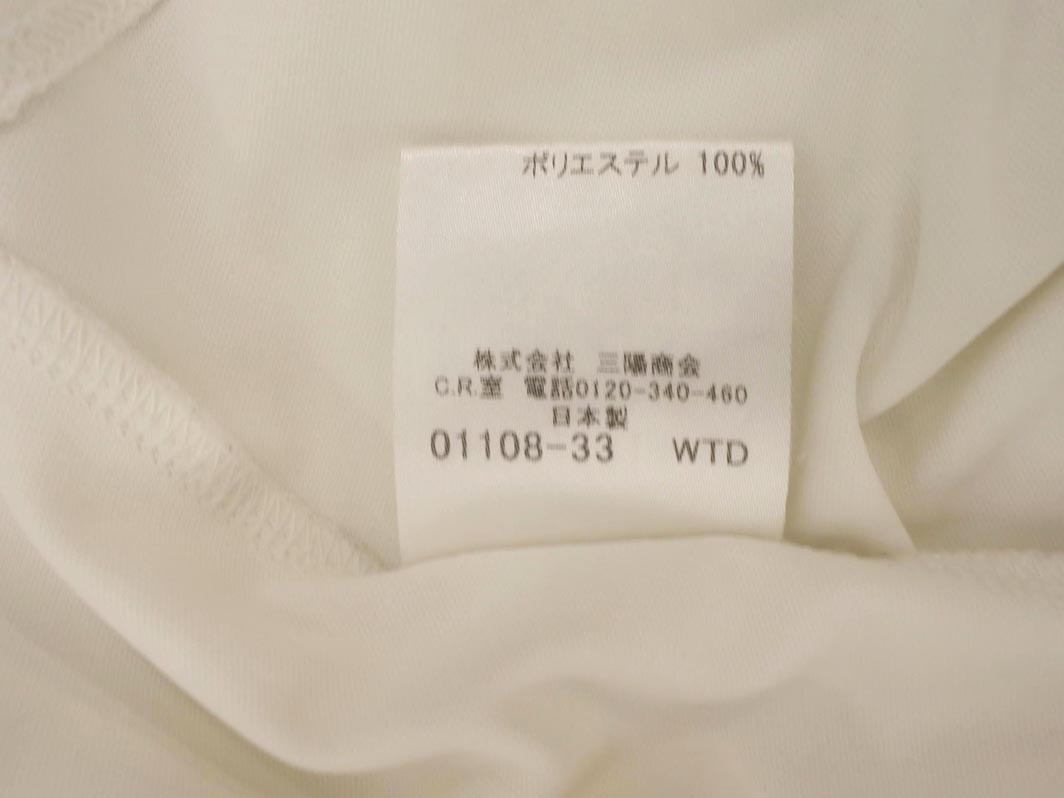 ポリエステル 100%
株式会社 三陽商会
C.R.室 電話0120-340-460
日本製
01108-33 WTD